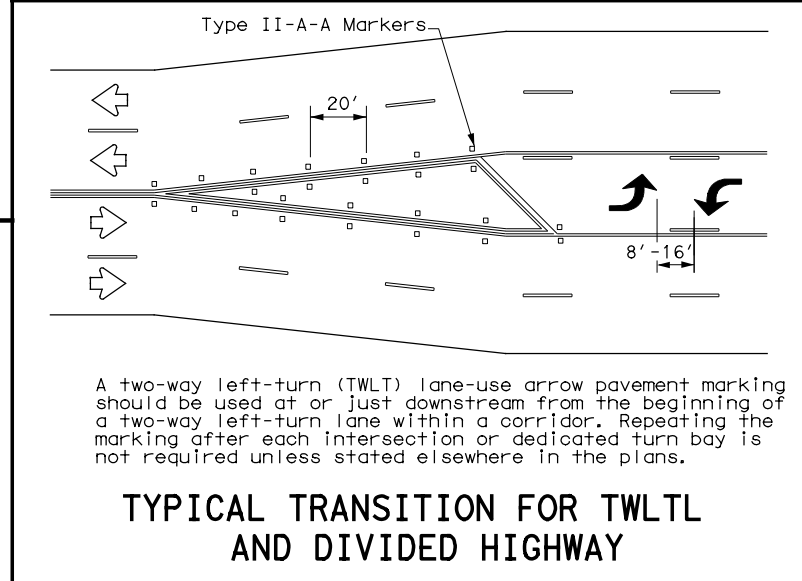 Type II-A-A Markers
20'
8'-16'
A two-way left-turn (TWLT) lane-use arrow pavement marking
should be used at or just downstream from the beginning of
a two-way left-turn lane within a corridor. Repeating the
marking after each intersection or dedicated turn bay is
not required unless stated elsewhere in the plans.
TYPICAL TRANSITION FOR TWLTL
AND DIVIDED HIGHWAY